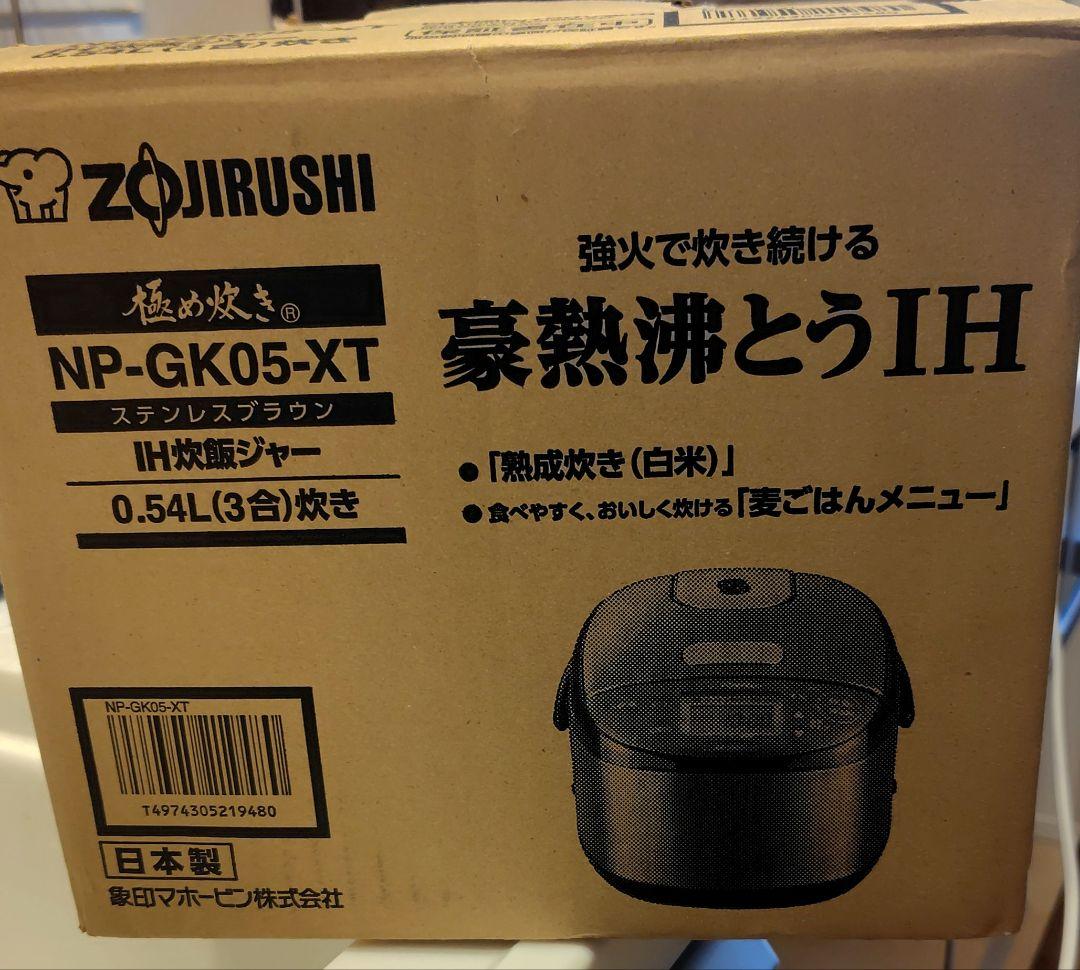 ZOJIRUSHI
極め炊き®
NP-GK05-XT
ステンレスブラウン
IH炊飯ジャー
0.54L(3合)炊き
強火で炊き続ける
豪熱沸とうIH
●「熟成炊き(白米)」
●食べやすく、おいしく炊ける「麦ごはんメニュー」
NP-GK05-XT
T4974305219480
日本製
象印マホービン株式会社